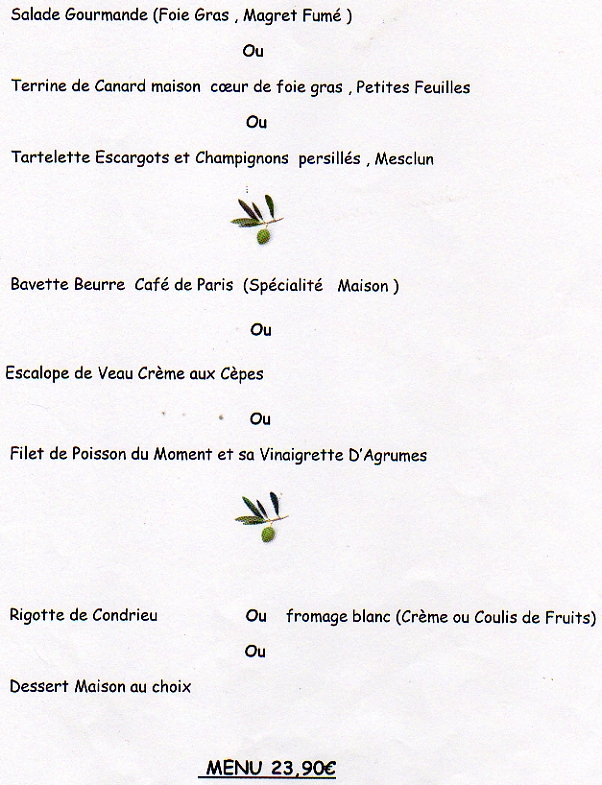 Salade Gourmande (Foie Gras , Magret Fumé )
Ou
Terrine de Canard maison cœur de foie gras , Petites Feuilles
Ou
Tartelette Escargots et Champignons persillés , Mesclun
Bavette Beurre Café de Paris (Spécialité Maison )
Ou
Escalope de Veau Crème aux Cèpes
Ou
Filet de Poisson du Moment et sa Vinaigrette D'Agrumes
Rigotte de Condrieu Ou fromage blanc (Crème ou Coulis de Fruits)
Ou
Dessert Maison au choix
MENU 23,90€